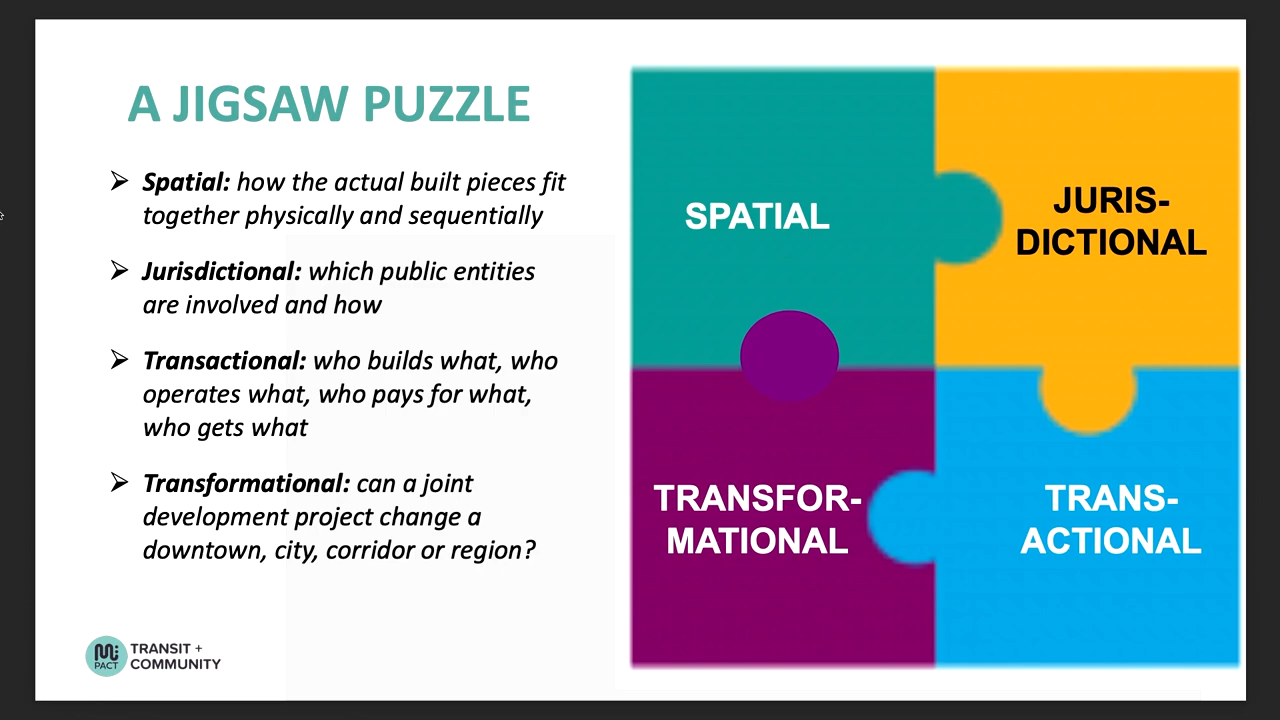 A JIGSAW PUZZLE
➢ Spatial: how the actual built pieces fit
together physically and sequentially
➢ Jurisdictional: which public entities
are involved and how
➢ Transactional: who builds what, who
operates what, who pays for what,
who gets what
➢ Transformational: can a joint
development project change a
downtown, city, corridor or region?
SPATIAL
JURIS-
DICTIONAL
TRANSFOR-
MATIONAL
TRANS-
ACTIONAL
Mi
PACT
TRANSIT +
COMMUNITY